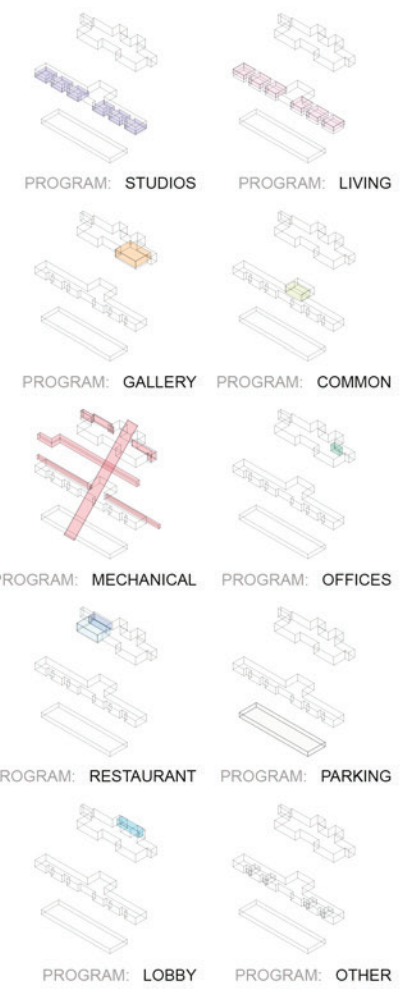 PROGRAM: STUDIOS
PROGRAM: LIVING
PROGRAM: GALLERY
PROGRAM: COMMON
PROGRAM: MECHANICAL
PROGRAM: OFFICES
ROGRAM: RESTAURANT
PROGRAM: PARKING
PROGRAM: LOBBY
PROGRAM: OTHER